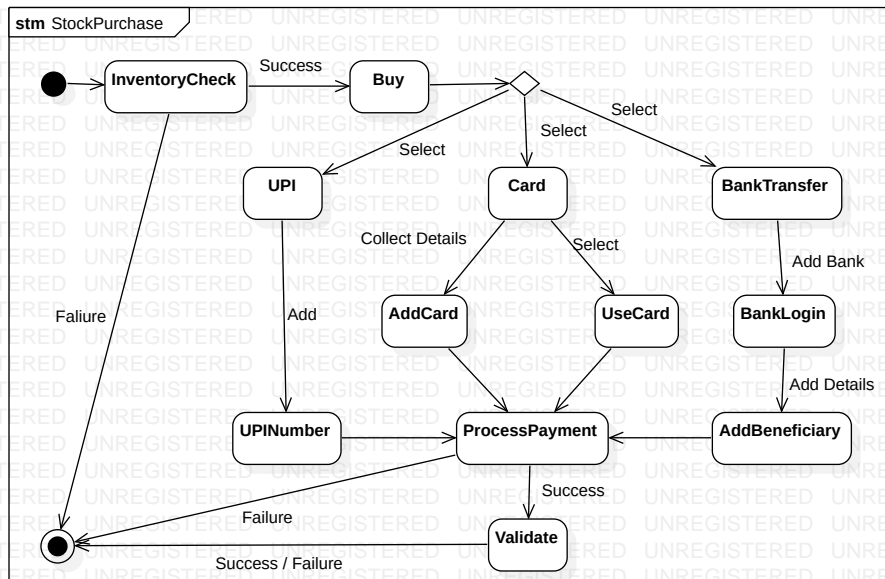 stm StockPurchase
InventoryCheck
Success
Buy
Select
Select
Select
UPI
Card
BankTransfer
Collect Details
Select
Add Bank
Faliure
Add
AddCard
UseCard
BankLogin
Add Details
UPINumber
ProcessPayment
AddBeneficiary
Success
Failure
Validate
Success / Failure
UNREGISTERED